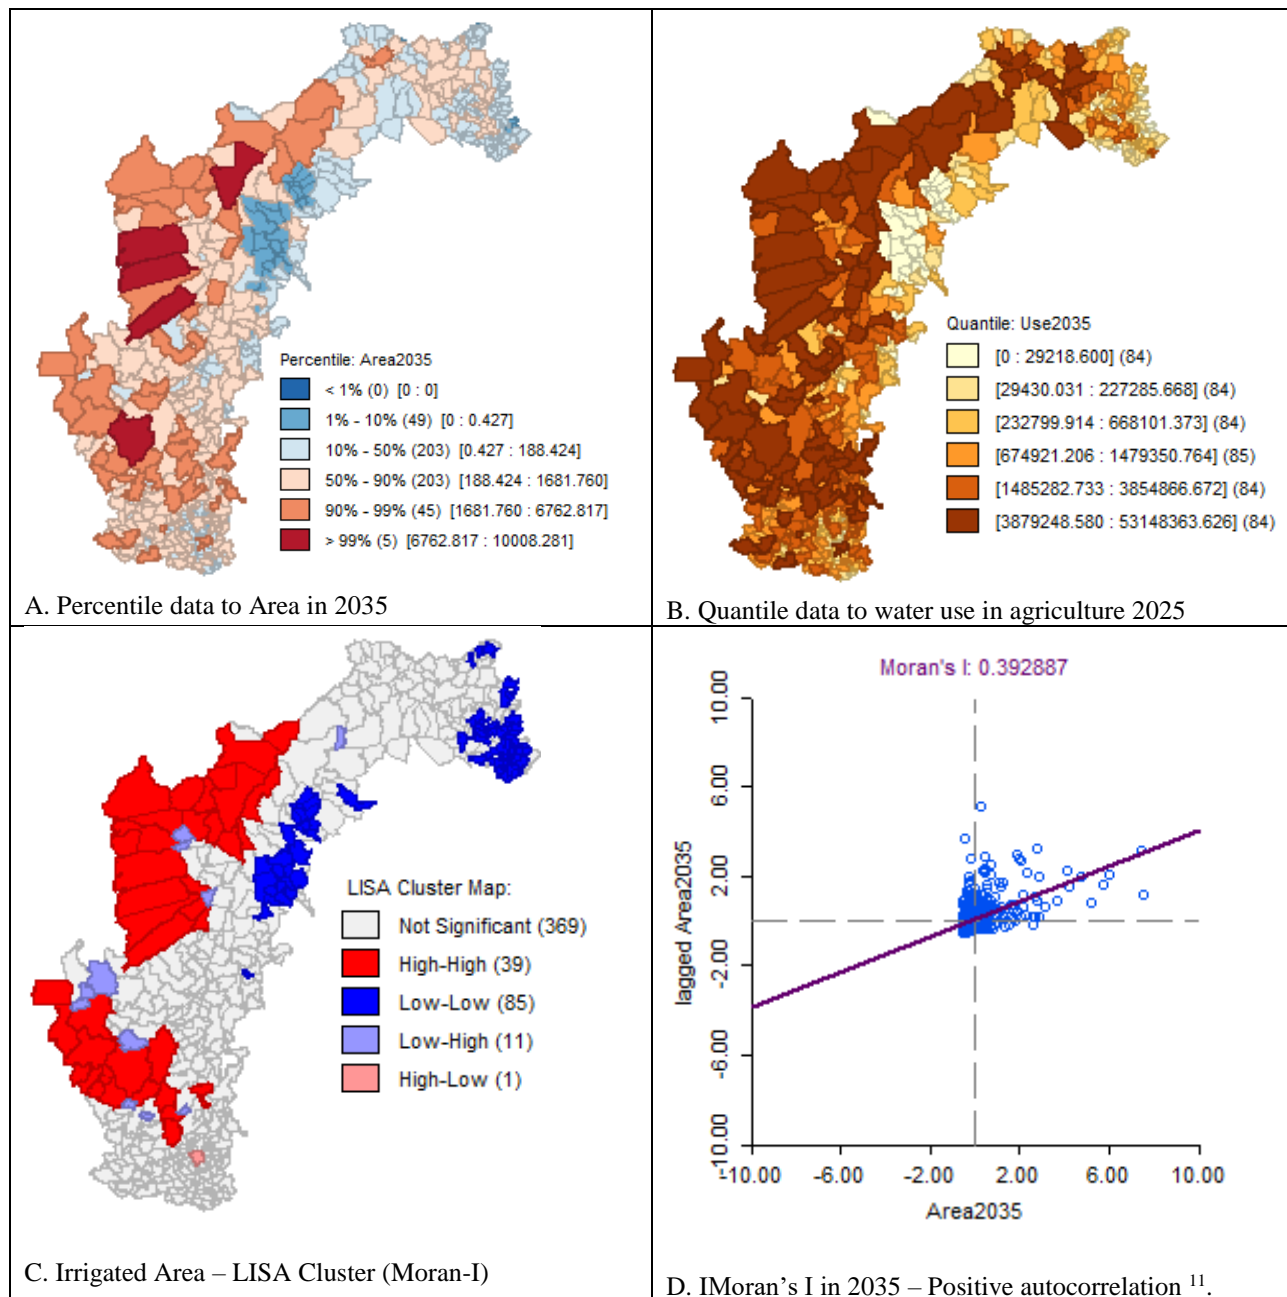 Percentile: Area2035
< 1% (0) [0 : 0]
1% - 10% (49) [0 : 0.427]
10% - 50% (203) [0.427 : 188.424]
50% - 90% (203) [188.424 : 1681.760]
90% - 99% (45) [1681.760 : 6762.817]
> 99% (5) [6762.817 : 10008.281]
A. Percentile data to Area in 2035
Quantile: Use2035
[0 : 29218.600] (84)
[29430.031 : 227285.668] (84)
[232799.914 : 668101.373] (84)
[674921.206 : 1479350.764] (85)
[1485282.733 : 3854866.672] (84)
[3879248.580 : 53148363.626] (84)
B. Quantile data to water use in agriculture 2025
LISA Cluster Map:
Not Significant (369)
High-High (39)
Low-Low (85)
Low-High (11)
High-Low (1)
C. Irrigated Area – LISA Cluster (Moran-I)
Moran's I: 0.392887
10.00
6.00
2.00
-2.00
-6.00
-10.00
lagged Area2035
-10.00 -6.00 -2.00 2.00 6.00 10.00
Area2035
D. IMoran’s I in 2035 – Positive autocorrelation 11.